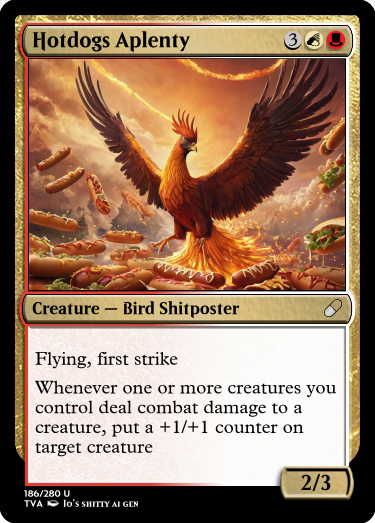 Hotdogs Aplenty 3
Creature — Bird Shitposter
Flying, first strike
Whenever one or more creatures you
control deal combat damage to a
creature, put a +1/+1 counter on
target creature
2/3
186/280 U
TVA Io's shitty ai gen